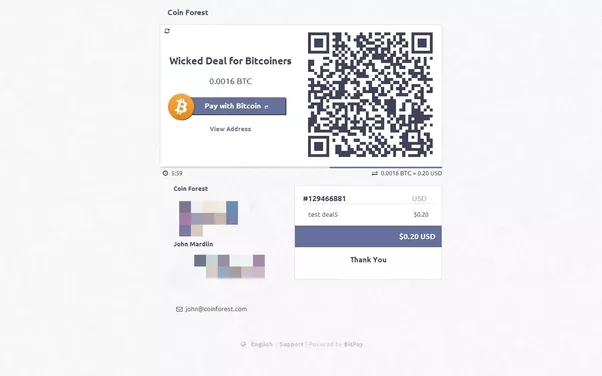 Coin Forest
Wicked Deal for Bitcoiners
0.0016 BTC
Pay with Bitcoin
View Address
5:59
0.0016 BTC = 0.20 USD
Coin Forest
John Mardlin
john@coinforest.com
#129466881 USD
test deal5 $0.20
$0.20 USD
Thank You
English | Support | Powered by BitPay